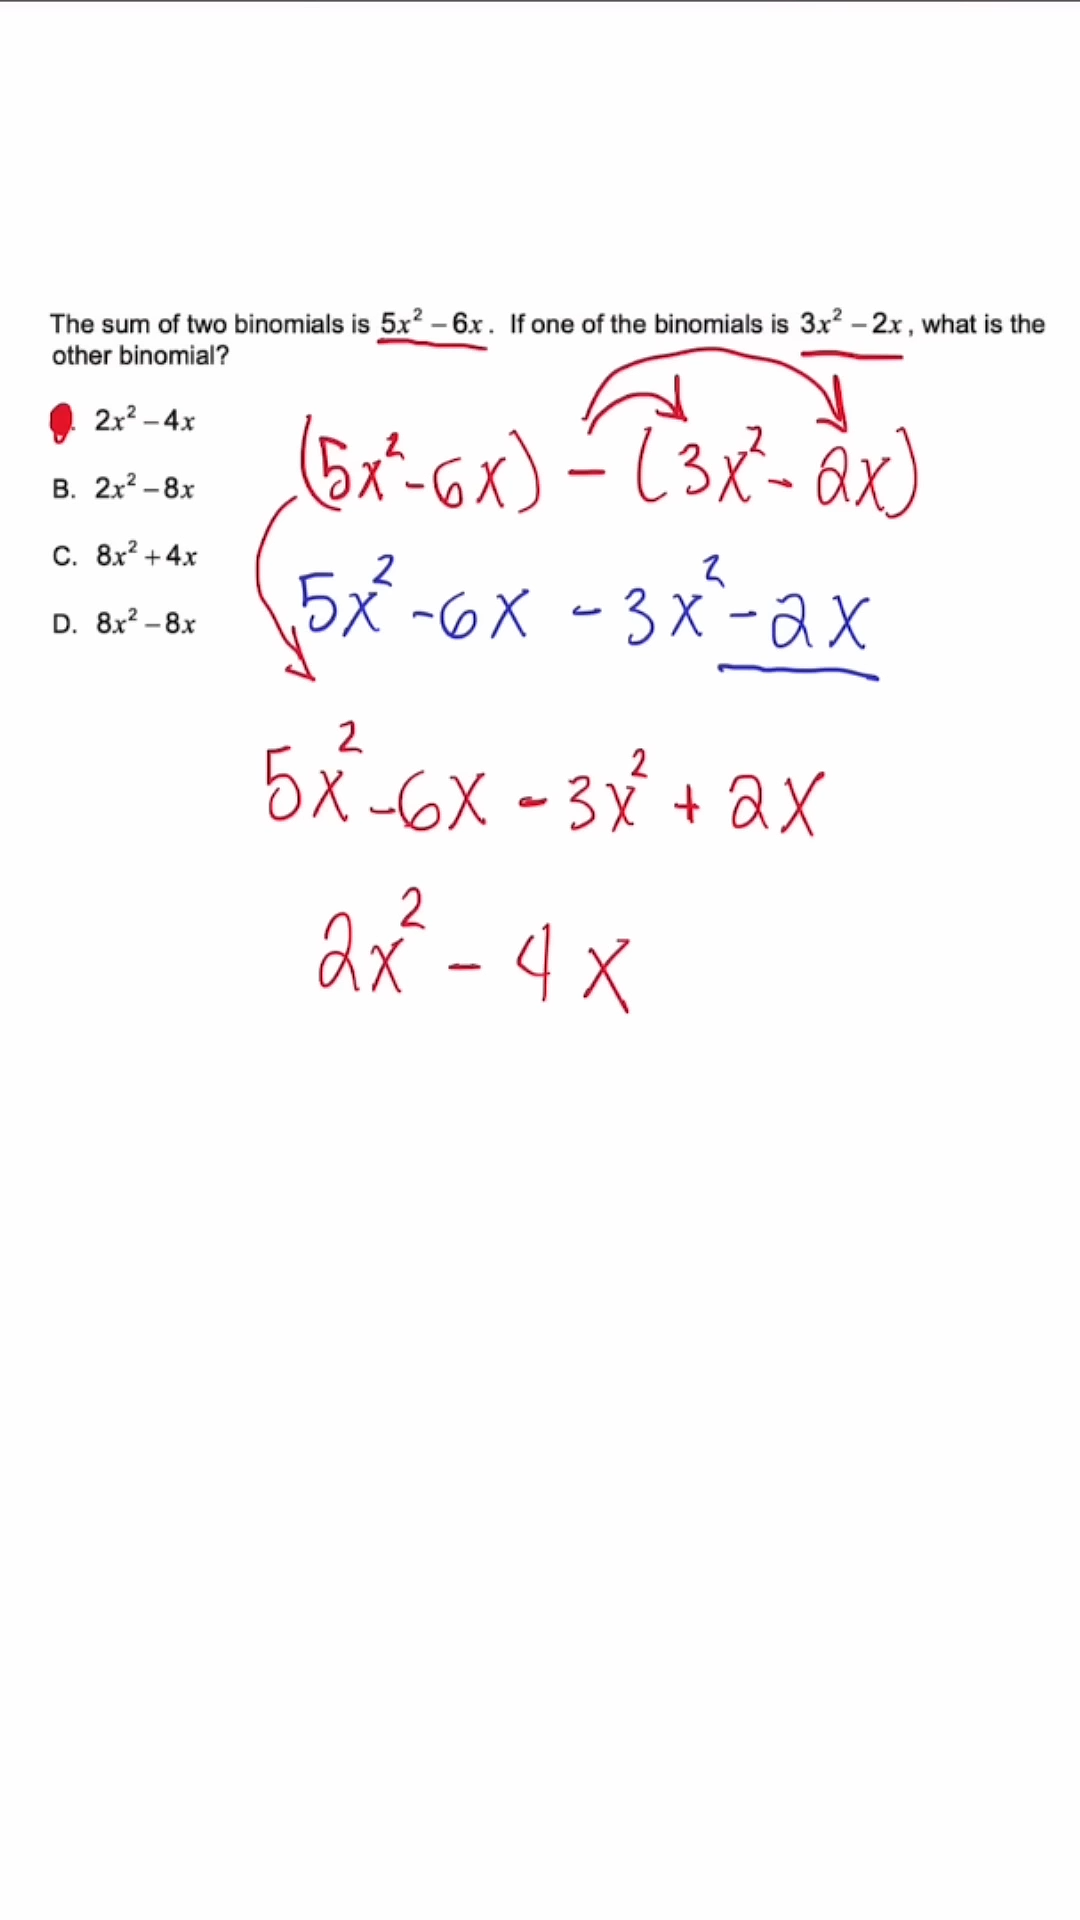 The sum of two binomials is 5x² – 6x. If one of the binomials is 3x² – 2x, what is the
other binomial?
2x² – 4x
B. 2x² – 8x
C. 8x² + 4x
D. 8x² – 8x
(5x²-6x) - (3x²- 2x)
5x²-6x - 3x²-2x
5x²-6x - 3x² + 2x
2x² - 4x